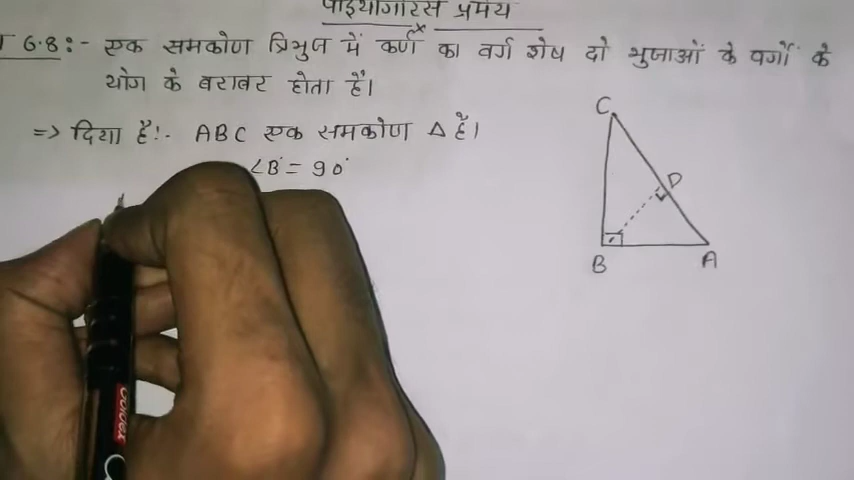 पाइथागोरस प्रमेय
6.8:- एक समकोण त्रिभुज में कर्ण का वर्ग शेष दो भुजाओं के वर्गों के
योग के बराबर होता है।
=> दिया है:- ABC एक समकोण Δ है।
∠B = 90°
C
D
B
A